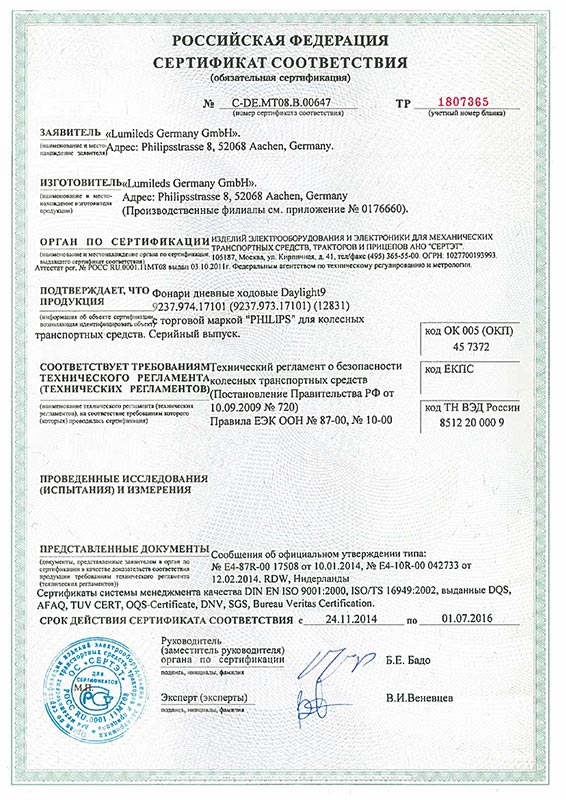 РОССИЙСКАЯ ФЕДЕРАЦИЯ
СЕРТИФИКАТ СООТВЕТСТВИЯ
(обязательная сертификация)
№ C-DE.МТ08.В.00647 ТР 1807365
(номер сертификата соответствия) (учетный номер бланка)
ЗАЯВИТЕЛЬ «Lumileds Germany GmbH».
(наименование и место-нахождение заявителя) Адрес: Philipsstrasse 8, 52068 Aachen, Germany.
ИЗГОТОВИТЕЛЬ «Lumileds Germany GmbH».
(наименование и место-
нахождение изготовителя
продукции)
Адрес: Philipsstrasse 8, 52068 Aachen, Germany
(Производственные филиалы см. приложение № 0176660).
ОРГАН ПО СЕРТИФИКАЦИИ ИЗДЕЛИЙ ЭЛЕКТРООБОРУДОВАНИЯ И ЭЛЕКТРОНИКИ ДЛЯ МЕХАНИЧЕСКИХ
ТРАНСПОРТНЫХ СРЕДСТВ, ТРАКТОРОВ И ПРИЦЕПОВ АНО "СЕРТЭТ".
(наименование и местонахождение органа по сертификации,
выдавшего сертификат соответствия)
105187, Москва, ул. Кирпичная, д. 41, тел/факс (495) 365-55-00. ОГРН: 1027700193993.
Аттестат рег. № РОСС RU.0001.11МТ08 выдан 03.10.2011г. Федеральным агентством по техническому регулированию и метрологии.
ПОДТВЕРЖДАЕТ, ЧТО
ПРОДУКЦИЯ
(информация об объекте сертификации,
позволяющая идентифицировать объект)
Фонари дневные ходовые Daylight9
9237.974.17101 (9237.973.17101) (12831)
с торговой маркой "PHILIPS" для колесных
транспортных средств. Серийный выпуск.
код ОК 005 (ОКП)
45 7372
код ЕКПС
код ТН ВЭД России
8512 20 000 9
СООТВЕТСТВУЕТ ТРЕБОВАНИЯМ
ТЕХНИЧЕСКОГО РЕГЛАМЕНТА
(ТЕХНИЧЕСКИХ РЕГЛАМЕНТОВ)
(наименование технического регламента (технических
регламентов), на соответствие требованиям которого
(которых) проводилась сертификация)
Технический регламент о безопасности
колесных транспортных средств
(Постановление Правительства РФ от
10.09.2009 № 720)
Правила ЕЭК ООН № 87-00, № 10-00
ПРОВЕДЕННЫЕ ИССЛЕДОВАНИЯ
(ИСПЫТАНИЯ) И ИЗМЕРЕНИЯ
ПРЕДСТАВЛЕННЫЕ ДОКУМЕНТЫ
(документы, представленные заявителем в орган по
сертификации в качестве доказательств соответствия
продукции требованиям технического регламента
(технических регламентов))
Сообщения об официальном утверждении типа:
№ E4-87R-00 17508 от 10.01.2014, № E4-10R-00 042733 от
12.02.2014. RDW, Нидерланды
Сертификаты системы менеджмента качества DIN EN ISO 9001:2000, ISO/TS 16949:2002, выданные DQS,
AFAQ, TUV CERT, OQS-Certificate, DNV, SGS, Bureau Veritas Certification.
СРОК ДЕЙСТВИЯ СЕРТИФИКАТА СООТВЕТСТВИЯ с 24.11.2014 по 01.07.2016
Руководитель
(заместитель руководителя)
органа по сертификации
подпись, инициалы, фамилия
Б.Е. Бадо
Эксперт (эксперты)
подпись, инициалы, фамилия
В.И.Веневцев
М.П.
ОС "СЕРТЭТ"
ДЛЯ
СЕРТИФИКАТОВ
РОСС RU.0001.11МТ08